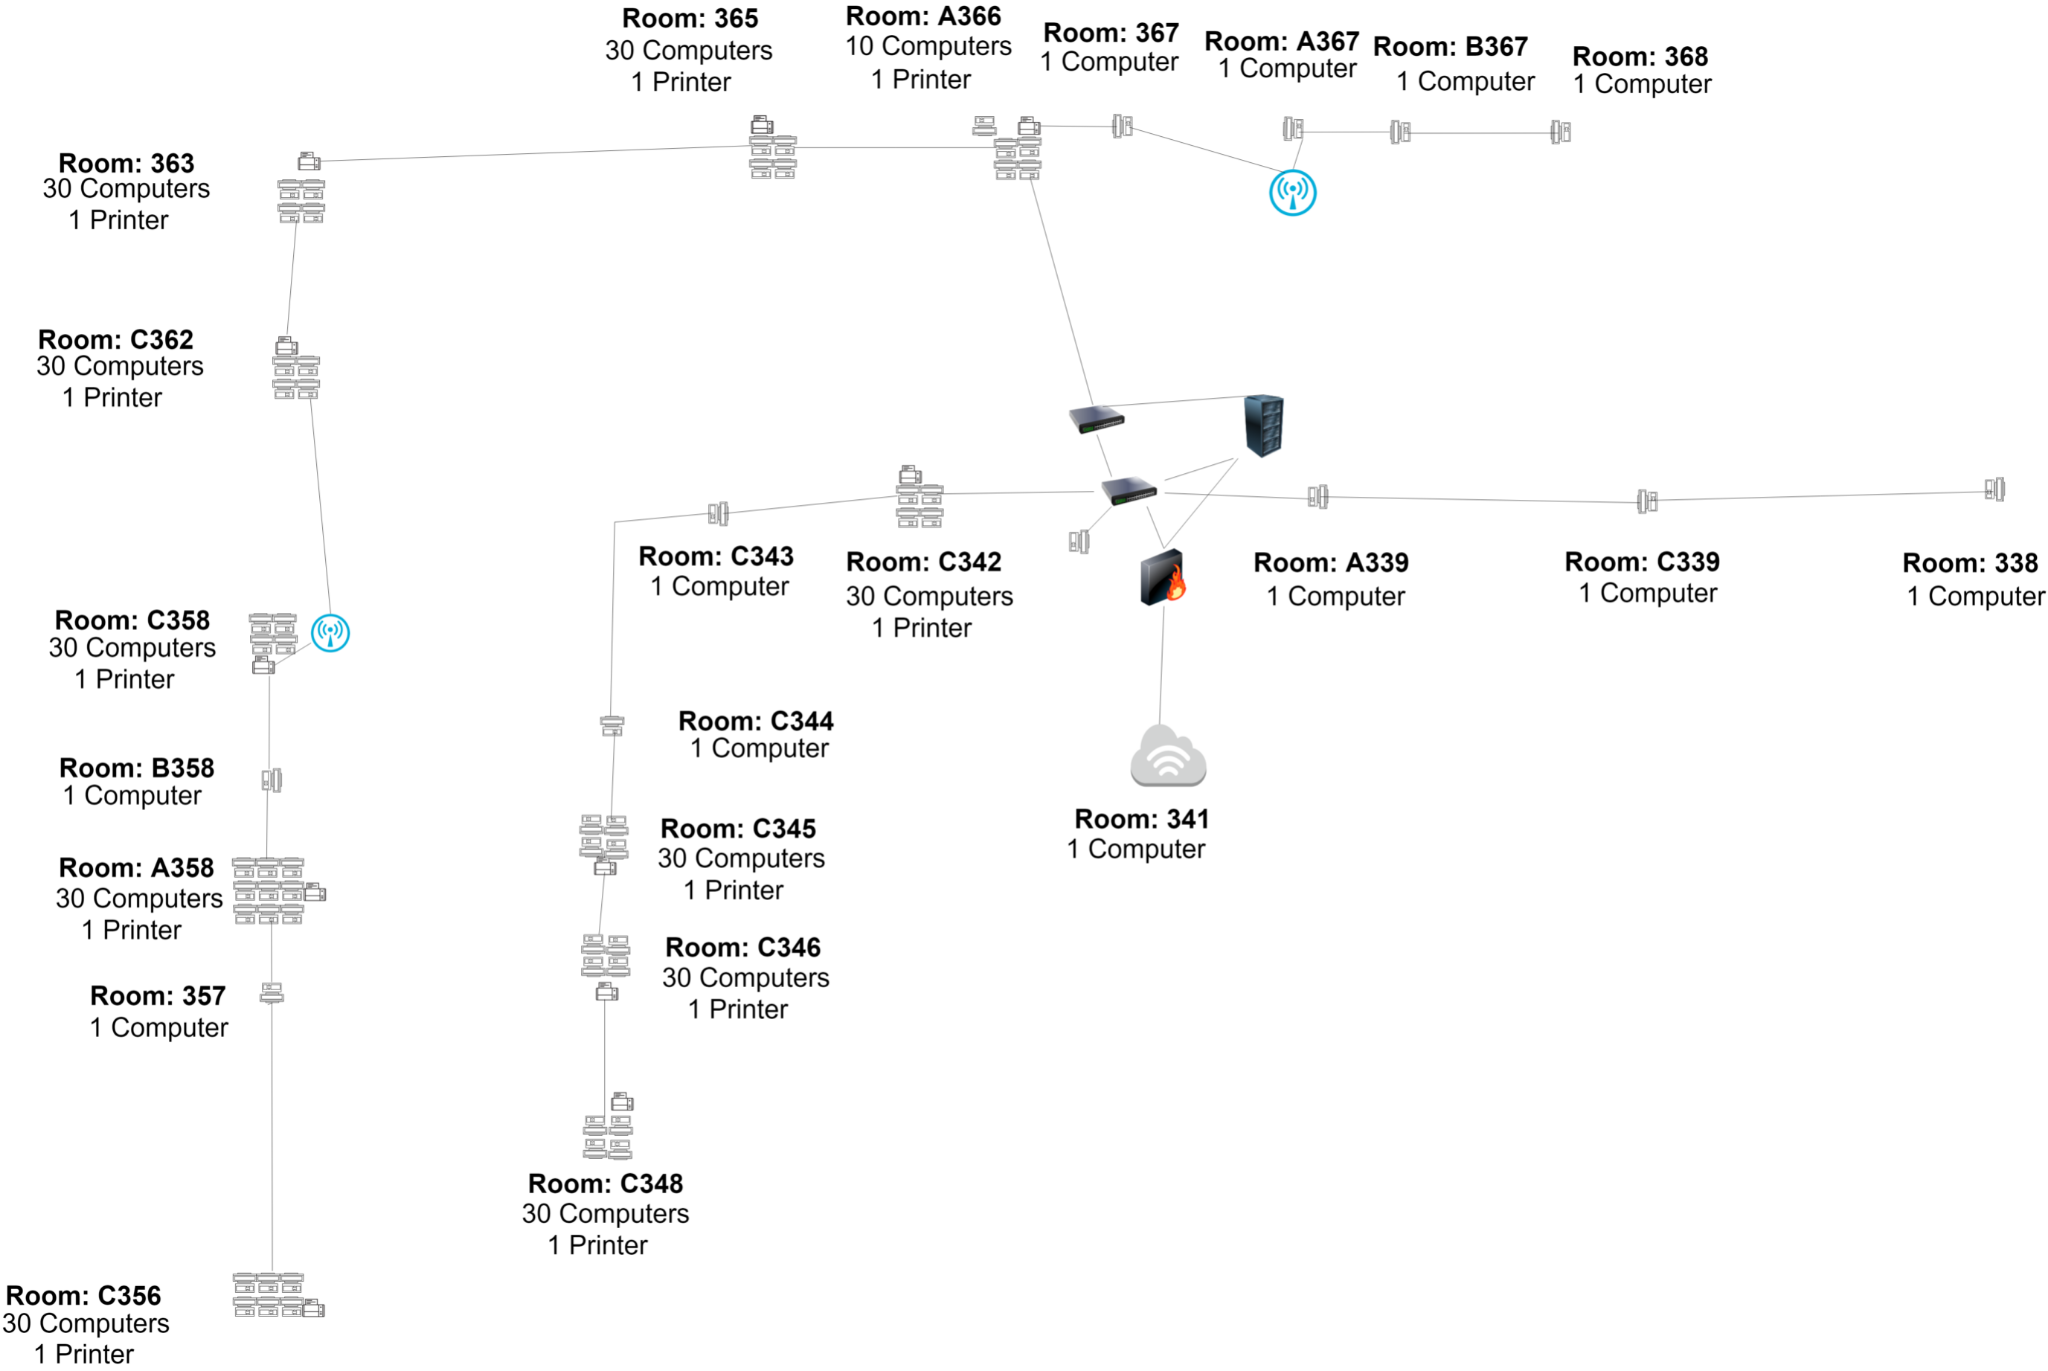 Room: 365
30 Computers
1 Printer
Room: A366
10 Computers
1 Printer
Room: 367
1 Computer
Room: A367
1 Computer
Room: B367
1 Computer
Room: 368
1 Computer
Room: 363
30 Computers
1 Printer
Room: C362
30 Computers
1 Printer
Room: C343
1 Computer
Room: C342
30 Computers
1 Printer
Room: A339
1 Computer
Room: C339
1 Computer
Room: 338
1 Computer
Room: C358
30 Computers
1 Printer
Room: C344
1 Computer
Room: B358
1 Computer
Room: 341
1 Computer
Room: C345
30 Computers
1 Printer
Room: A358
30 Computers
1 Printer
Room: C346
30 Computers
1 Printer
Room: 357
1 Computer
Room: C348
30 Computers
1 Printer
Room: C356
30 Computers
1 Printer